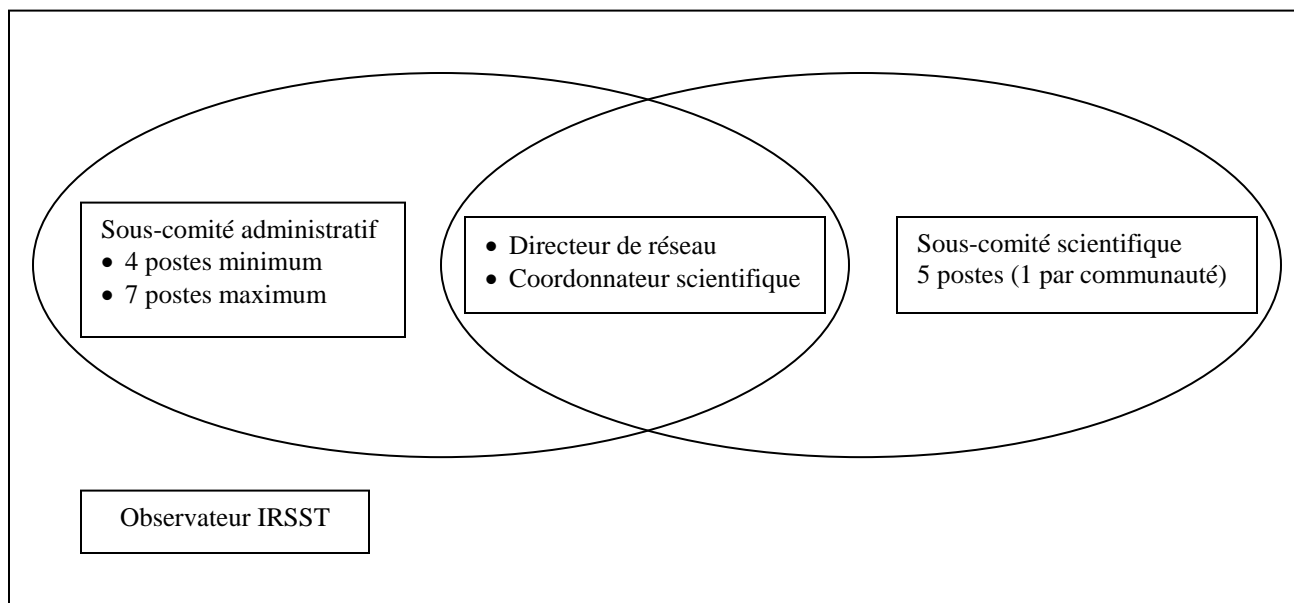 Sous-comité administratif
• 4 postes minimum
• 7 postes maximum
• Directeur de réseau
• Coordonnateur scientifique
Sous-comité scientifique
5 postes (1 par communauté)
Observateur IRSST